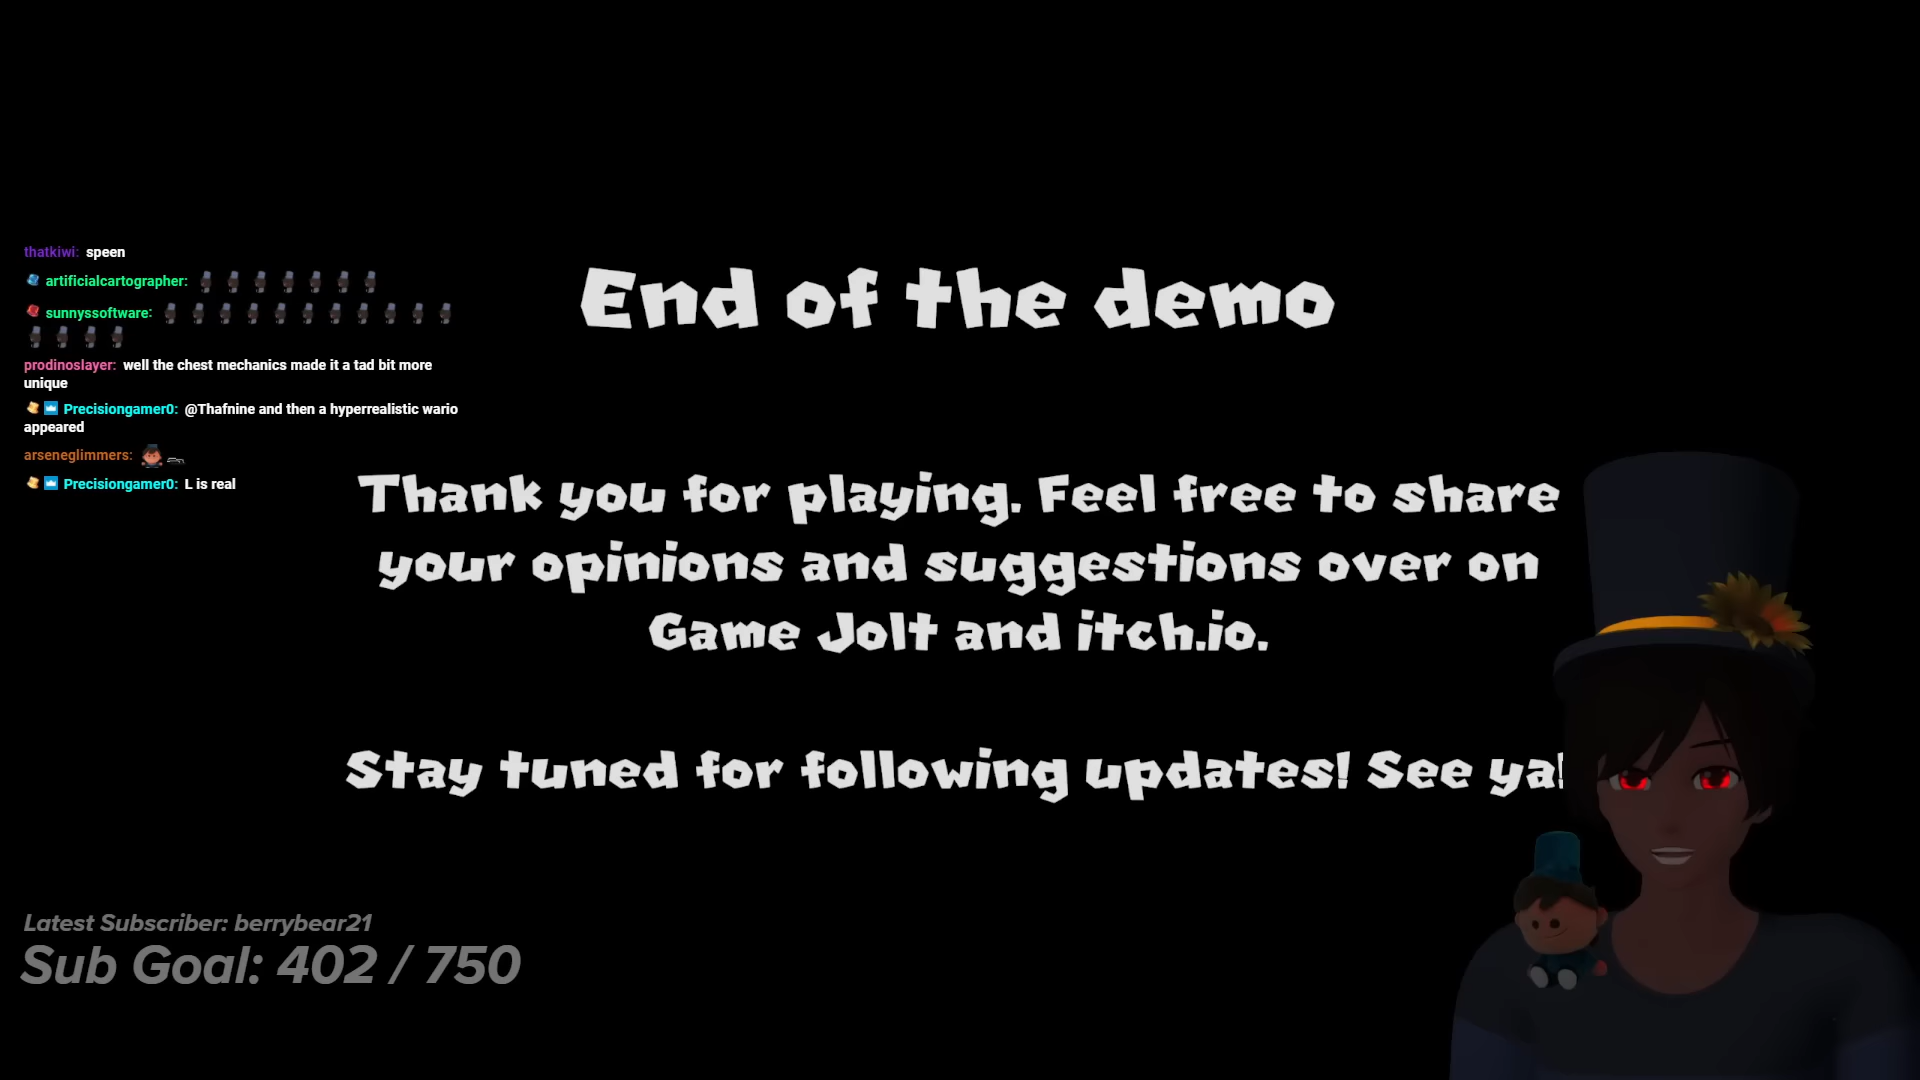 thatkiwi: speen
artificialcartographer:
sunnyssoftware:
prodinoslayer: well the chest mechanics made it a tad bit more
unique
Precisiongamer0: @Thafnine and then a hyperrealistic wario
appeared
arseneglimmers:
Precisiongamer0: L is real
End of the demo
Thank you for playing. Feel free to share
your opinions and suggestions over on
Game Jolt and itch.io.
Stay tuned for following updates! See ya!
Latest Subscriber: berrybear21
Sub Goal: 402 / 750